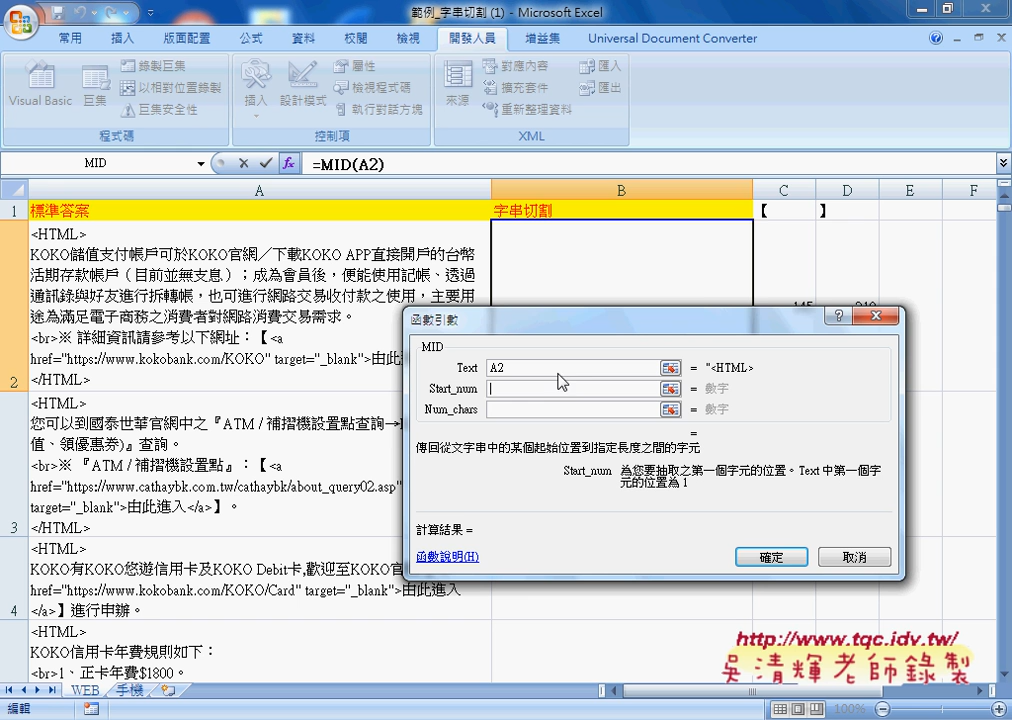 範例_字串切割 (1) - Microsoft Excel
常用 插入 版面配置 公式 資料 校閱 檢視 開發人員 增益集 Universal Document Converter
Visual Basic 巨集 錄製巨集 以相對位置錄製 巨集安全性
插入 設計模式 屬性 檢視程式碼 執行對話方塊
來源 對應內容 擴充套件 重新整理資料 匯入 匯出
程式碼 控制項 XML
MID fx =MID(A2)
A B C D E F
1 標準答案 字串切割 【 】
<HTML>
KOKO儲值支付帳戶可於KOKO官網／下載KOKO APP直接開戶的台幣
活期存款帳戶（目前並無支息）；成為會員後，便能使用記帳、透過
通訊錄與好友進行拆轉帳，也可進行網路交易收付款之使用，主要用
途為滿足電子商務之消費者對網路消費交易需求。
<br>※ 詳細資訊請參考以下網址：【<a
href="https://www.kokobank.com/KOKO" target="_blank">由此
2 </HTML>
<HTML>
您可以到國泰世華官網中之『ATM / 補摺機設置點查詢→
值、領優惠券)』查詢。
<br>※ 『ATM / 補摺機設置點』：【<a
href="https://www.cathaybk.com.tw/cathaybk/about_query02.asp"
target="_blank">由此進入</a>】。
3 </HTML>
<HTML>
KOKO有KOKO您遊信用卡及KOKO Debit卡,歡迎至KOKO官
href="https://www.kokobank.com/KOKO/Card" target="_blank">由此進入
4 </a>】進行申辦。
<HTML>
KOKO信用卡年費規則如下：
<br>1、正卡年費$1800。
函數引數
MID
Text A2 = "<HTML>
Start_num = 數字
Num_chars = 數字
=
傳回從文字串中的某個起始位置到指定長度之間的字元
Start_num 為您要抽取之第一個字元的位置。Text 中第一個字
元的位置為 1
計算結果 =
函數說明(H) 確定 取消
http://www.tqc.idv.tw/
吳清輝老師錄製
WEB 手機
編輯 100%